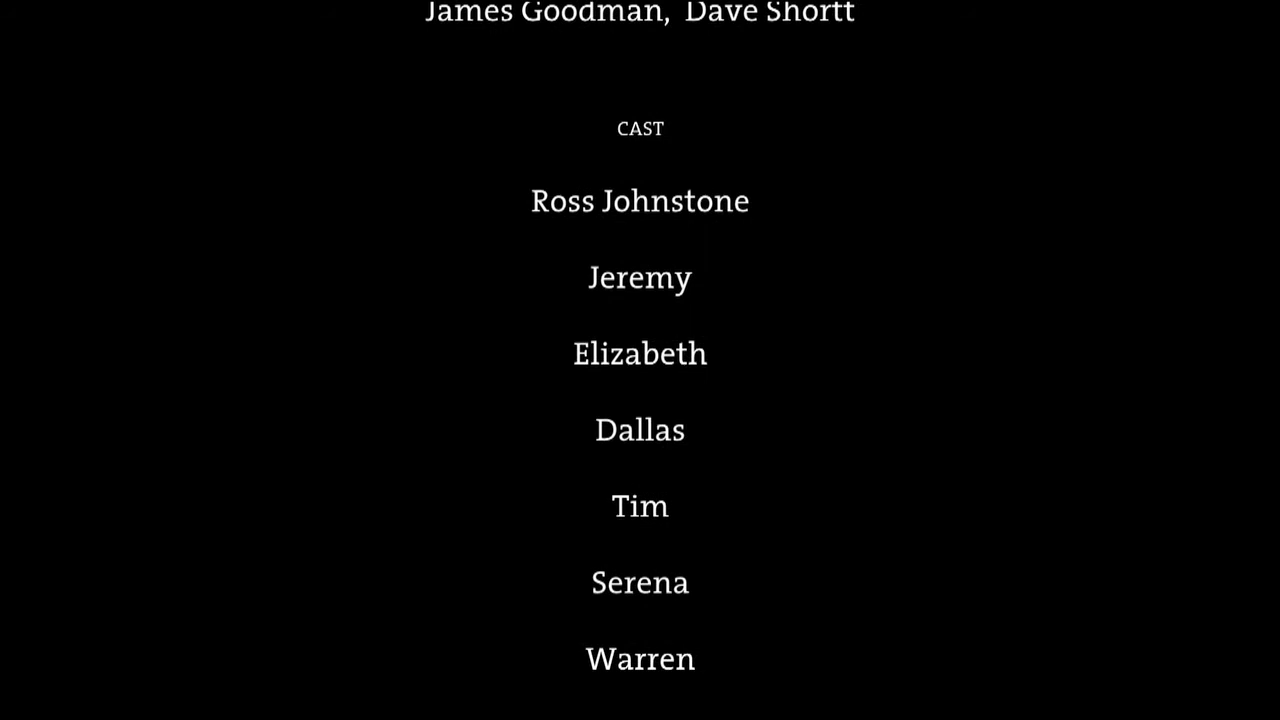 James Goodman, Dave Shortt
CAST
Ross Johnstone
Jeremy
Elizabeth
Dallas
Tim
Serena
Warren